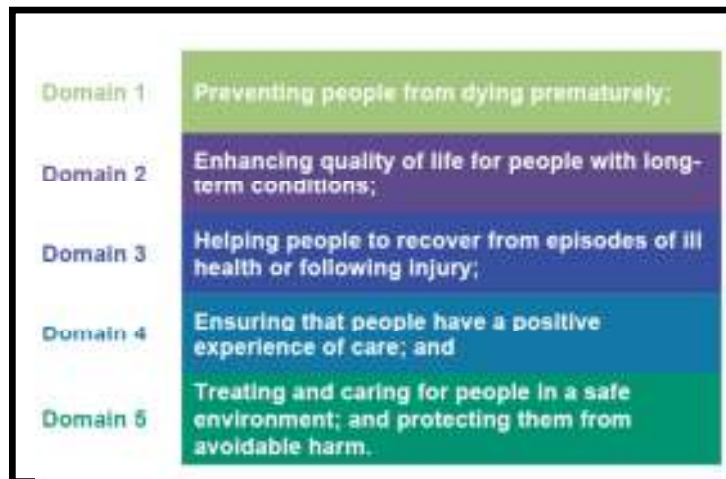 Domain 1
Preventing people from dying prematurely;
Domain 2
Enhancing quality of life for people with long-
term conditions;
Domain 3
Helping people to recover from episodes of ill
health or following injury;
Domain 4
Ensuring that people have a positive
experience of care; and
Domain 5
Treating and caring for people in a safe
environment; and protecting them from
avoidable harm.